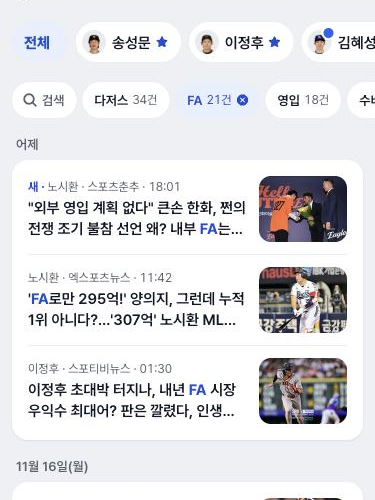 전체
송성문
이정후
김혜성
검색
다저스 34건
FA 21건
영입 18건
어제
새 · 노시환 · 스포츠춘추 · 18:01
"외부 영입 계획 없다" 큰손 한화, 쩐의
전쟁 조기 불참 선언 왜? 내부 FA는...
노시환 · 엑스포츠뉴스 · 11:42
'FA로만 295억!' 양의지, 그런데 누적
1위 아니다?...'307억' 노시환 ML...
이정후 · 스포티비뉴스 · 01:30
이정후 초대박 터지나, 내년 FA 시장
우익수 최대어? 판은 깔렸다, 인생...
11월 16일(월)